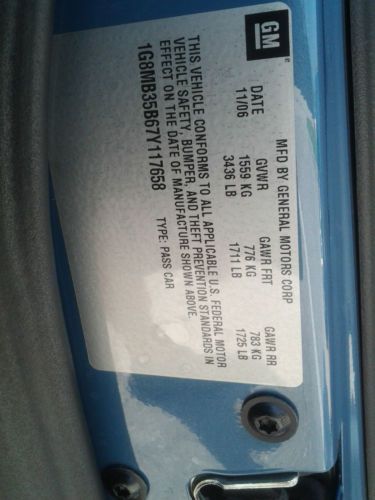 GM
MFD BY GENERAL MOTORS CORP
DATE GVWR GAWR FRT GAWR RR
11/06 1559 KG 776 KG 783 KG
3436 LB 1711 LB 1725 LB
THIS VEHICLE CONFORMS TO ALL APPLICABLE U.S. FEDERAL MOTOR
VEHICLE SAFETY, BUMPER, AND THEFT PREVENTION STANDARDS IN
EFFECT ON THE DATE OF MANUFACTURE SHOWN ABOVE.
1G8MB35B67Y117658 TYPE: PASS CAR